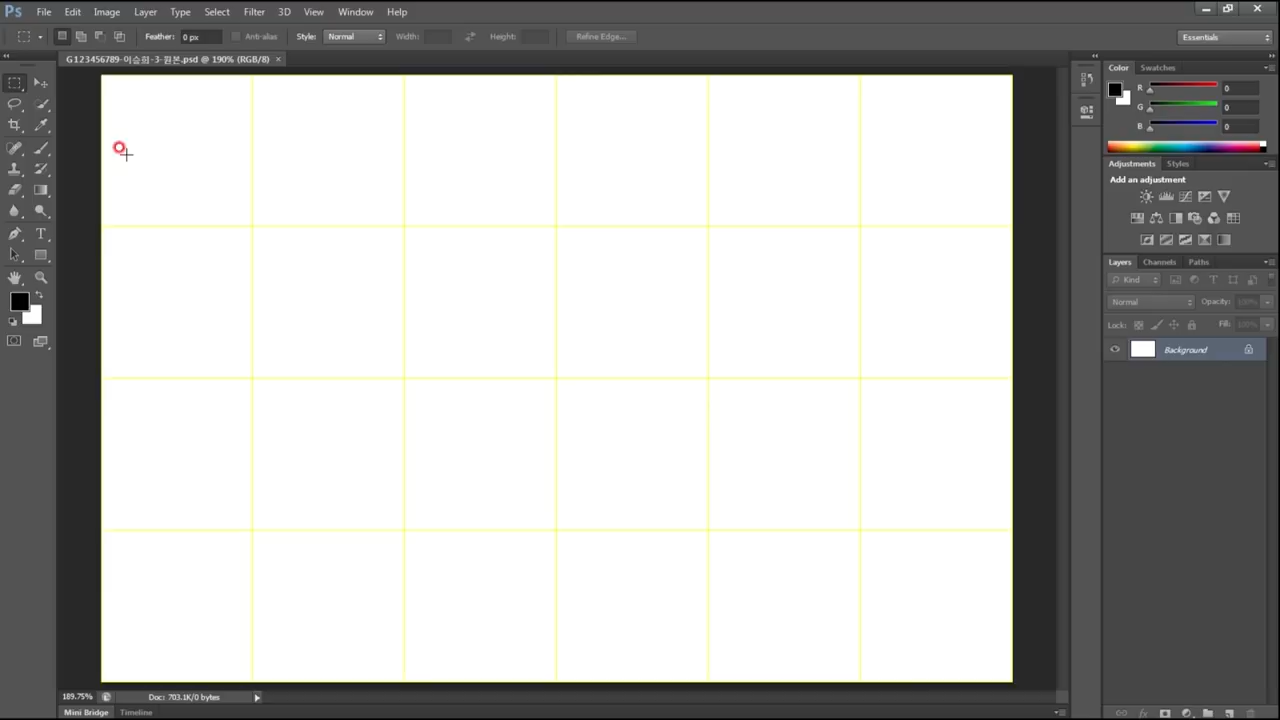 Ps File Edit Image Layer Type Select Filter 3D View Window Help
Feather: 0 px Anti-alias Style: Normal Width: Height: Refine Edge... Essentials
G123456789-이승희-3-원본.psd @ 190% (RGB/8) ×
Color Swatches
R 0
G 0
B 0
Adjustments Styles
Add an adjustment
Layers Channels Paths
Kind
Normal Opacity: 100%
Lock: Fill: 100%
Background
189.75% Doc: 703.1K/0 bytes
Mini Bridge Timeline